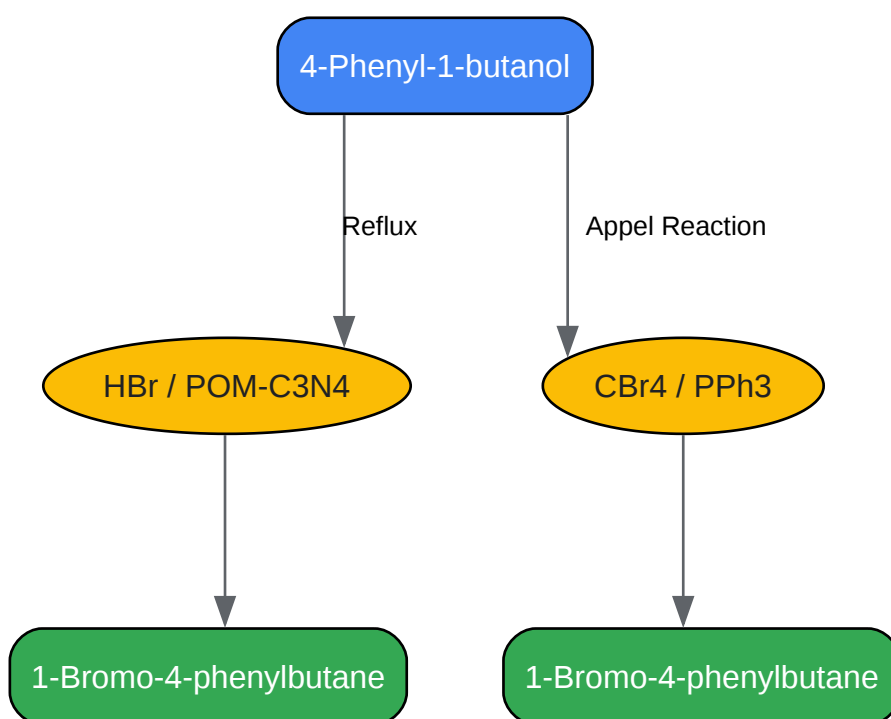 4-Phenyl-1-butanol
Reflux
Appel Reaction
HBr / POM-C3N4
CBr4 / PPh3
1-Bromo-4-phenylbutane
1-Bromo-4-phenylbutane